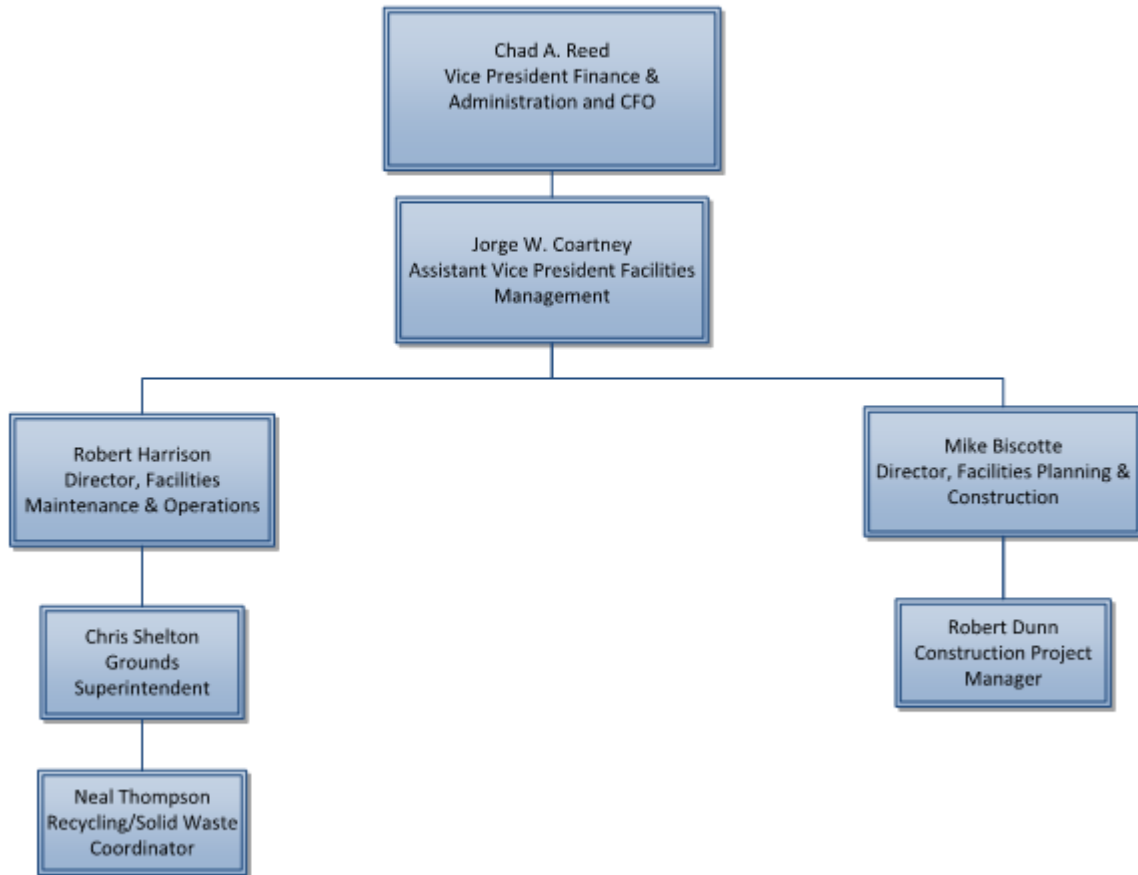 Chad A. Reed
Vice President Finance &
Administration and CFO
Jorge W. Coartney
Assistant Vice President Facilities
Management
Robert Harrison
Director, Facilities
Maintenance & Operations
Mike Biscotte
Director, Facilities Planning &
Construction
Chris Shelton
Grounds
Superintendent
Robert Dunn
Construction Project
Manager
Neal Thompson
Recycling/Solid Waste
Coordinator